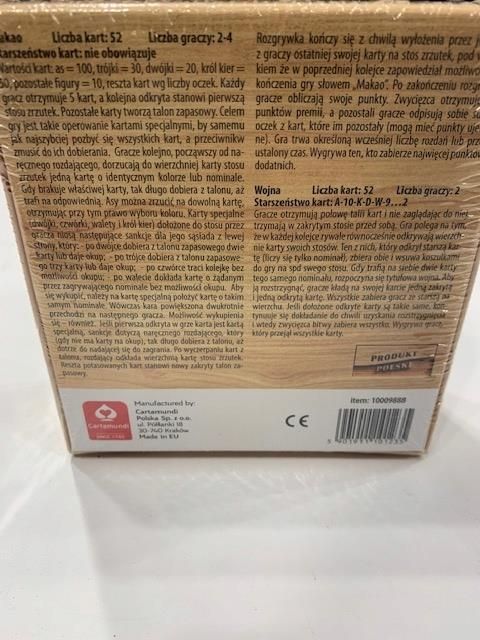 akao Liczba kart: 52 Liczba graczy: 2-4
tarszeństwo kart: nie obowiązuje
Wartości kart: as = 100, trójki = 30, dwójki = 20, król kier =
50, pozostałe figury = 10, reszta kart wg liczby oczek. Każdy
gracz otrzymuje 5 kart, a kolejna odkryta stanowi pierwszą
stosu zrzutek. Pozostałe karty tworzą talon zapasowy. Celem
gry jest takie operowanie kartami specjalnymi, by samemu
jak najszybciej pozbyć się wszystkich kart, a przeciwników
zmusić do ich dobierania. Gracze kolejno, począwszy od na-
ręcznego rozdającego, dorzucają do wierzchniej karty stosu
zrzutek jedną kartę o identycznym kolorze lub nominale.
Gdy brakuje właściwej karty, tak długo dobiera z talonu, aż
trafi na odpowiednią. Asy można zrzucić na dowolną kartę,
otrzymując przy tym prawo wyboru koloru. Karty specjalne
(dwójki, czwórki, walety i król kier) dołożone do stosu przez
gracza niosą następujące sankcje dla jego sąsiada z lewej
strony, który: - po dwójce dobiera z talonu zapasowego dwie
karty lub daje okup; - po trójce dobiera z talonu zapasowe-
go trzy karty lub daje okup; - po czwórce traci kolejkę bez
możliwości okupu; - po walecie dokłada kartę o żądanym
przez zagrywającego nominale bez możliwości okupu. Aby
się wykupić, należy na kartę specjalną położyć kartę o takim
samym nominale. Wówczas kara powiększona dwukrotnie
przechodzi na następnego gracza. Możliwość wykupienia
się – również. Jeśli pierwsza odkryta w grze karta jest kartą
specjalną, sankcje dotyczą naręcznego rozdającego, który
(gdy nie ma karty na okup), tak długo dobiera z talonu, aż
dotrze do nadającej się do zagrania. Po wyczerpaniu kart z
talonu, rozdający odkłada wierzchnią kartę stosu zrzutek.
Reszta potasowanych kart stanowi nowy zakryty talon za-
pasowy.
Rozgrywka kończy się z chwilą wyłożenia przez je
z graczy ostatniej swojej karty na stos zrzutek, pod w
kiem że w poprzedniej kolejce zapowiedział możliwo
kończenia gry słowem „Makao”. Po zakończeniu rozgr
gracze obliczają swoje punkty. Zwycięzca otrzymuj
punktów premii, a pozostali gracze odpisują sobie su
oczek z kart, które im pozostały (mogą mieć punkty uje
ne). Gra trwa określoną wcześniej liczbę rozdań lub prz
ustalony czas. Wygrywa ten, kto zabierze najwięcej punktów
dodatnich.
Wojna Liczba kart: 52 Liczba graczy: 2
Starszeństwo kart: A-10-K-D-W-9…2
Gracze otrzymują połowę talii kart i nie zaglądając do niej
trzymają w zakrytym stosie przed sobą. Gra polega na tym,
że w każdej kolejce rywale równocześnie odkrywają wierzch-
nie karty swoich stosów. Ten z nich, który odkrył starszą kar-
tę (liczy się tylko nominał), zbiera obie i wsuwa koszulkami
do gry na spód swego stosu. Gdy trafią na siebie dwie karty
tego samego nominału, rozpoczyna się tytułowa wojna. Aby
ją rozstrzygnąć, gracze kładą na swojej karcie jedną zakrytą
i jedną odkrytą kartę. Wszystkie zabiera gracz ze starszą na
wierzchu. Jeśli dołożone odkryte karty są takie same, kon-
tynuuje się dokładanie do chwili uzyskania rozstrzygnięcia
i wtedy zwycięzca bitwy zabiera wszystko. Wygrywa gracz,
który przejął wszystkie karty.
PRODUKT
POLSKI
Manufactured by:
Cartamundi
Polska Sp. z o.o.
ul. Półłanki 18
30-740 Kraków
Made in EU
Cartamundi
SINCE 1765
CE
item: 10009888
5 901911 101235